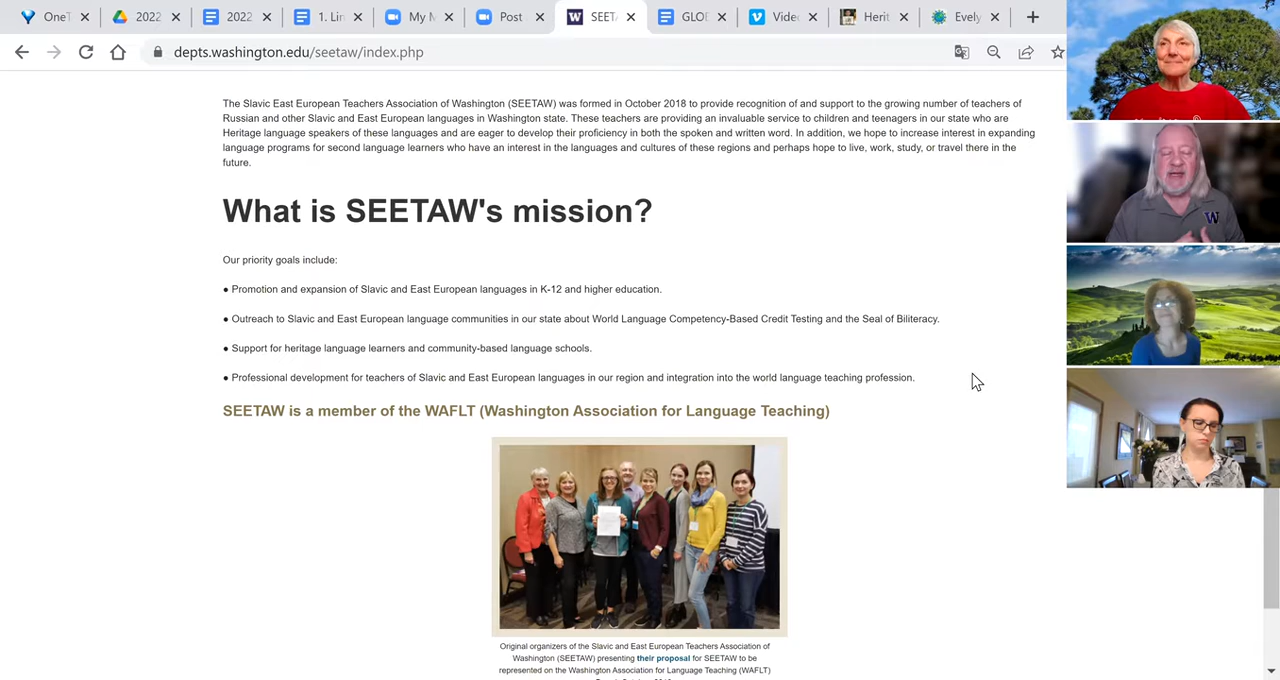 OneT
2022
2022
1. Lin
My M
Post
SEET
GLOE
Vide
Herit
Evely
depts.washington.edu/seetaw/index.php
The Slavic East European Teachers Association of Washington (SEETAW) was formed in October 2018 to provide recognition of and support to the growing number of teachers of
Russian and other Slavic and East European languages in Washington state. These teachers are providing an invaluable service to children and teenagers in our state who are
Heritage language speakers of these languages and are eager to develop their proficiency in both the spoken and written word. In addition, we hope to increase interest in expanding
language programs for second language learners who have an interest in the languages and cultures of these regions and perhaps hope to live, work, study, or travel there in the
future.
What is SEETAW's mission?
Our priority goals include:
● Promotion and expansion of Slavic and East European languages in K-12 and higher education.
● Outreach to Slavic and East European language communities in our state about World Language Competency-Based Credit Testing and the Seal of Biliteracy.
● Support for heritage language learners and community-based language schools.
● Professional development for teachers of Slavic and East European languages in our region and integration into the world language teaching profession.
SEETAW is a member of the WAFLT (Washington Association for Language Teaching)
Original organizers of the Slavic and East European Teachers Association of
Washington (SEETAW) presenting their proposal for SEETAW to be
represented on the Washington Association for Language Teaching (WAFLT)
W